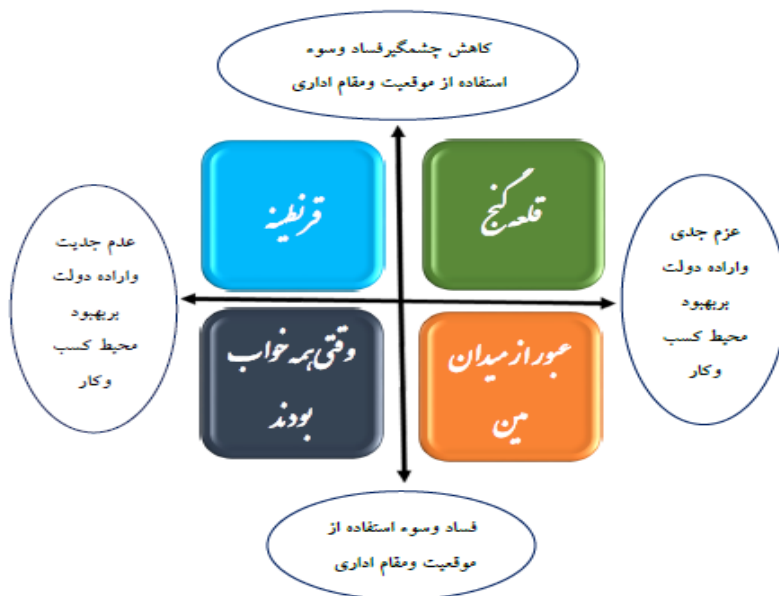 کاهش چشمگیرفساد وسوء
استفاده از موقعیت ومقام اداری
قلعه گنج
قرنطینه
عزم جدی
واراده دولت
بربهبود
محیط کسب
وکار
عدم جدیت
واراده دولت
بربهبود
محیط کسب
وکار
عبور از میدان
مین
وقتی همه خواب
بودند
فساد وسوء استفاده از
موقعیت ومقام اداری